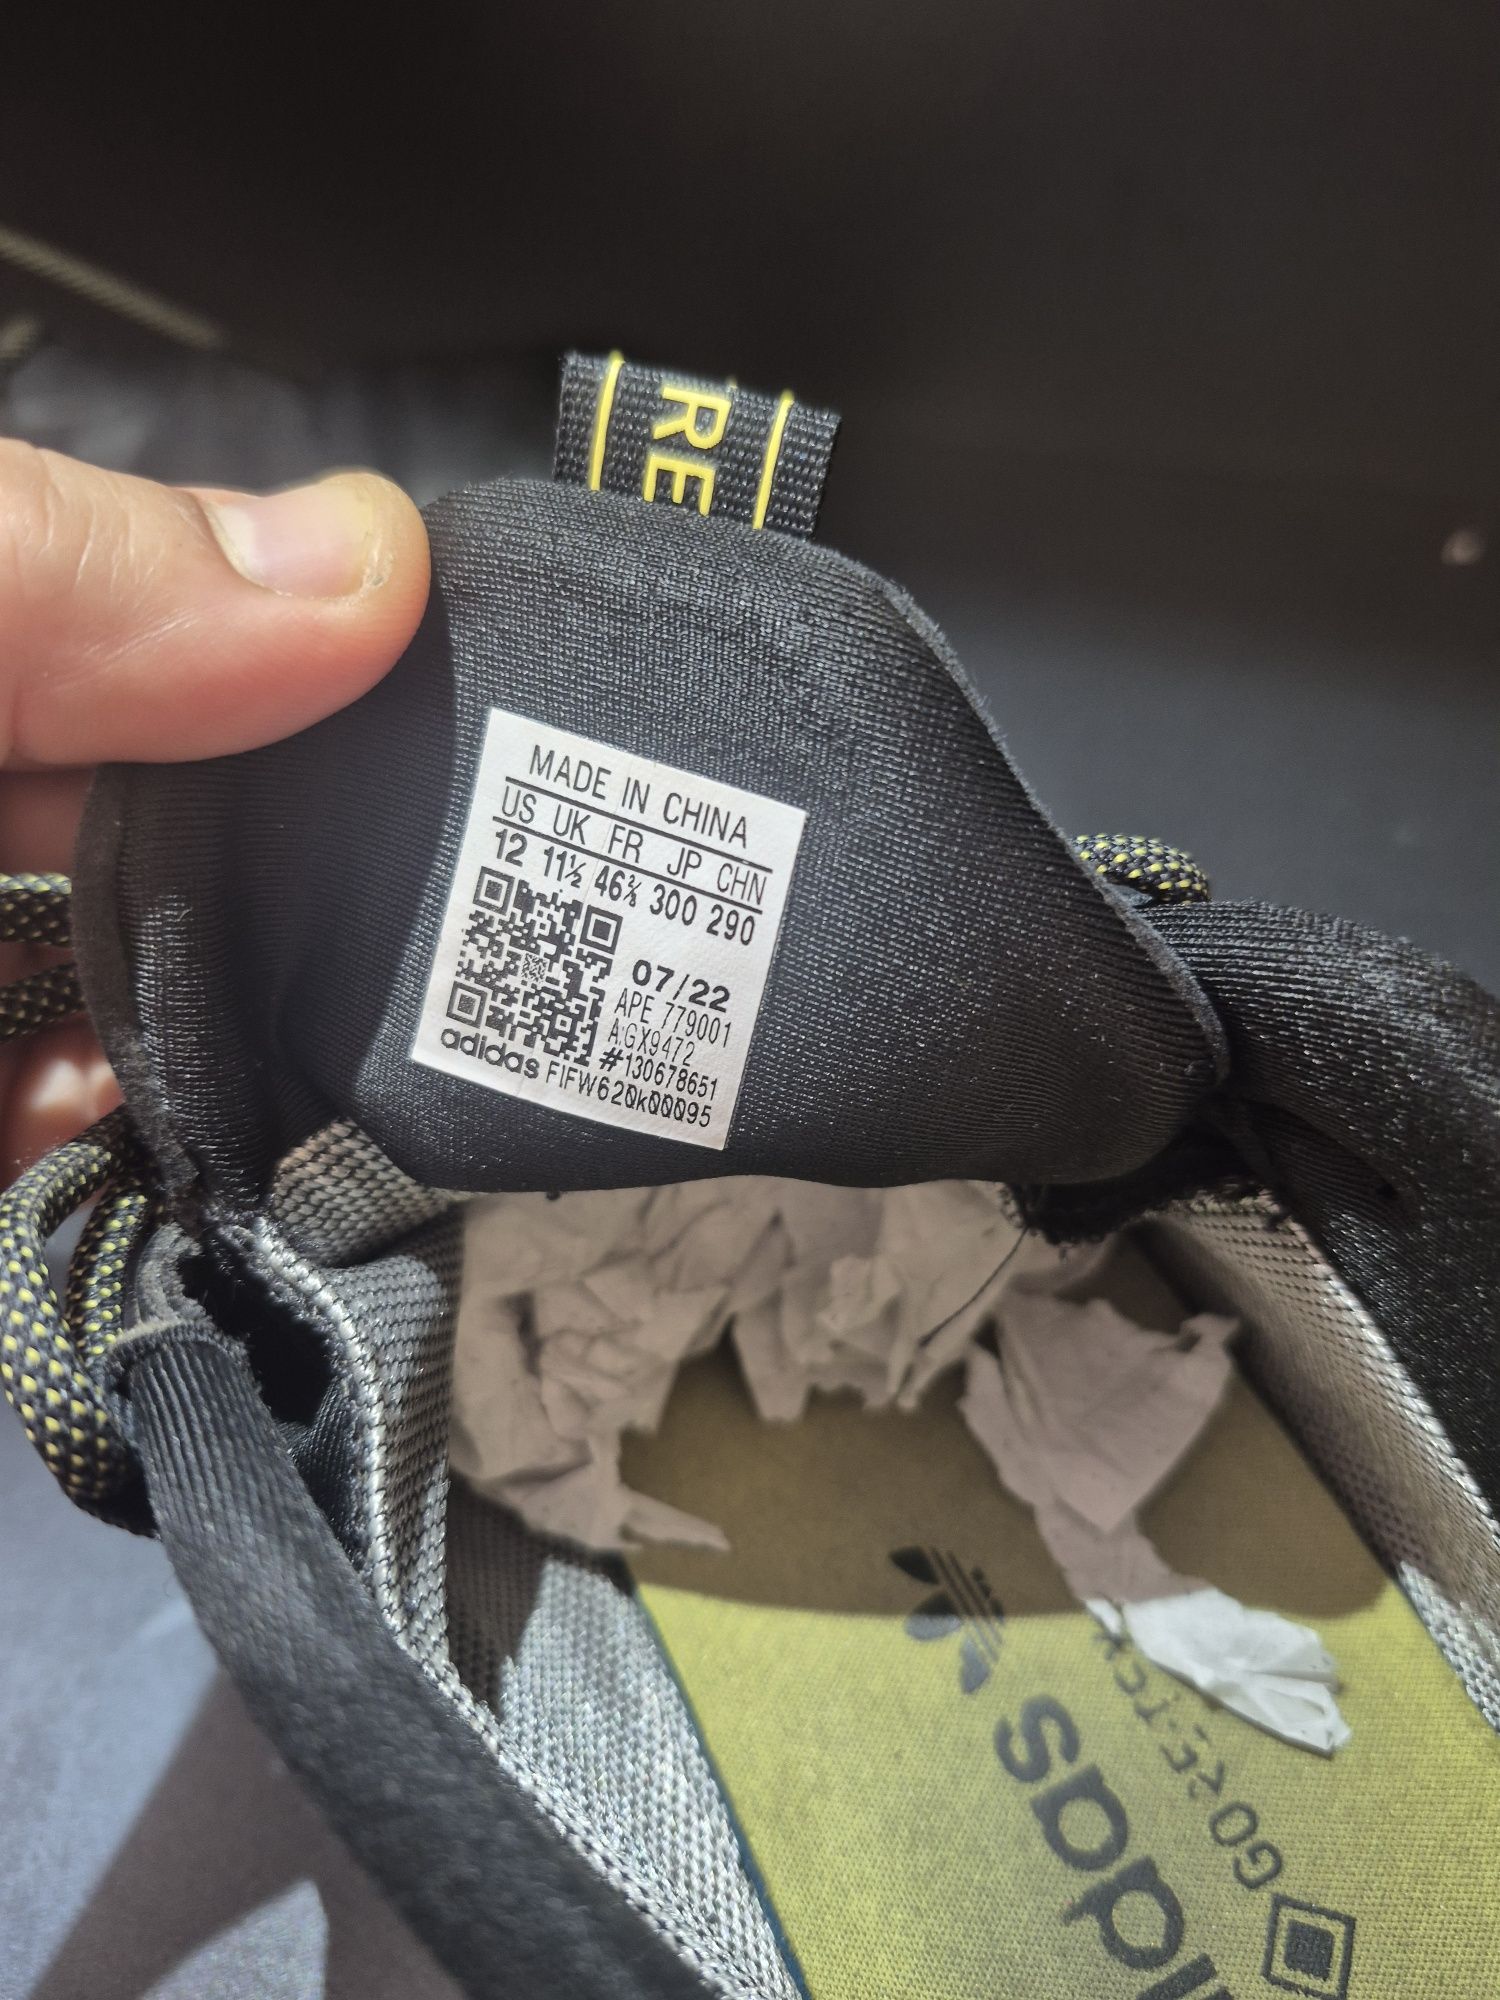 RE
MADE IN CHINA
US UK FR JP CHN
12 11½ 46⅔ 300 290
07/22
APE 779001
A:GX9472
#130678651
adidas FIFW620k00095
adidas
GORE-TEX